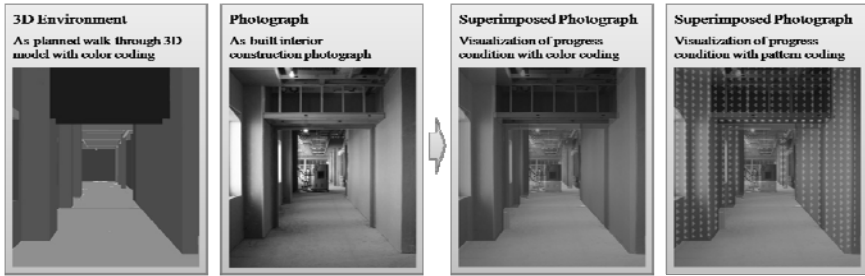 3D Environment
As planned walk through 3D
model with color coding
Photograph
As built interior
construction photograph
Superimposed Photograph
Visualization of progress
condition with color coding
Superimposed Photograph
Visualization of progress
condition with pattern coding